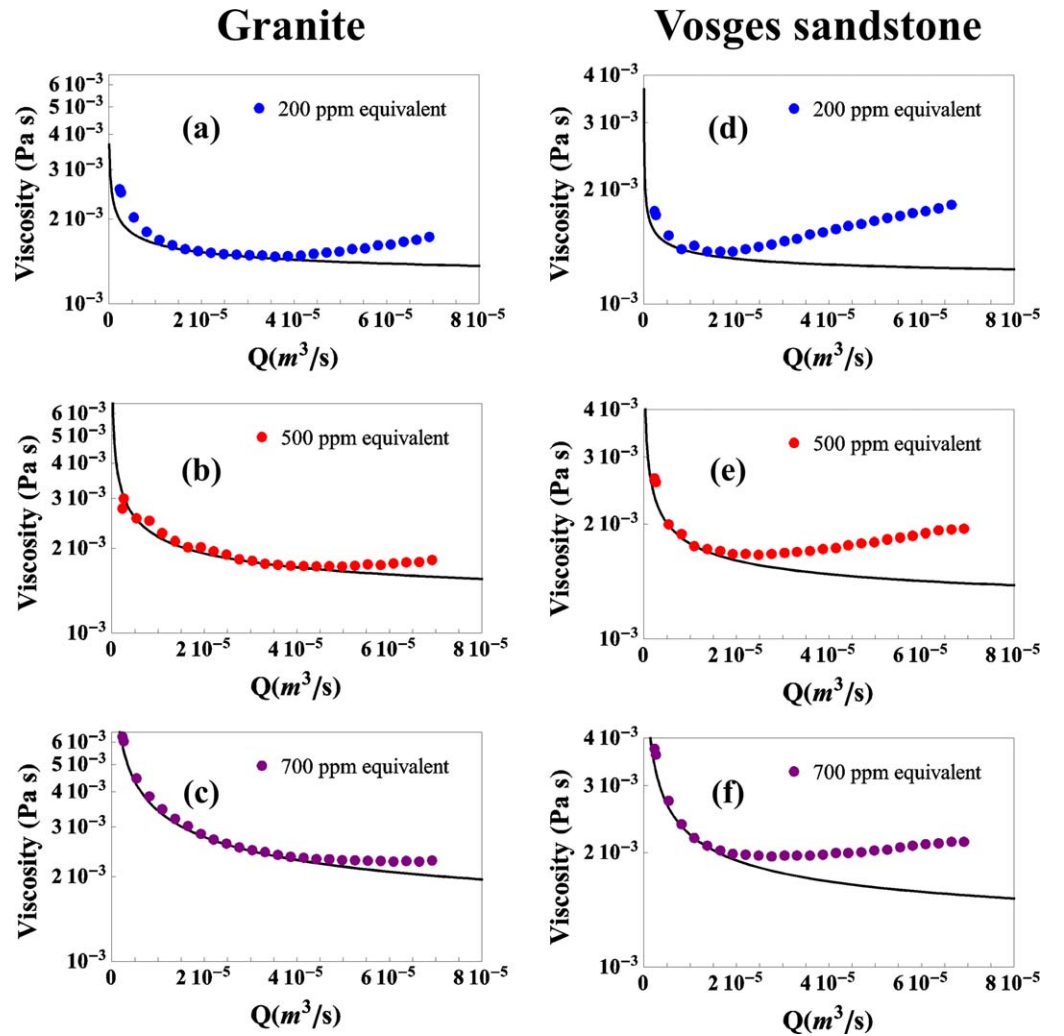 Granite
Vosges sandstone
Viscosity (Pa s)
6 10⁻³
5 10⁻³
4 10⁻³
3 10⁻³
2 10⁻³
10⁻³
(a)
200 ppm equivalent
0
2 10⁻⁵
4 10⁻⁵
6 10⁻⁵
8 10⁻⁵
Q(m³/s)
Viscosity (Pa s)
4 10⁻³
3 10⁻³
2 10⁻³
10⁻³
(d)
200 ppm equivalent
0
2 10⁻⁵
4 10⁻⁵
6 10⁻⁵
8 10⁻⁵
Q(m³/s)
Viscosity (Pa s)
6 10⁻³
5 10⁻³
4 10⁻³
3 10⁻³
2 10⁻³
10⁻³
(b)
500 ppm equivalent
0
2 10⁻⁵
4 10⁻⁵
6 10⁻⁵
8 10⁻⁵
Q(m³/s)
Viscosity (Pa s)
4 10⁻³
3 10⁻³
2 10⁻³
10⁻³
(e)
500 ppm equivalent
0
2 10⁻⁵
4 10⁻⁵
6 10⁻⁵
8 10⁻⁵
Q(m³/s)
Viscosity (Pa s)
6 10⁻³
5 10⁻³
4 10⁻³
3 10⁻³
2 10⁻³
10⁻³
(c)
700 ppm equivalent
0
2 10⁻⁵
4 10⁻⁵
6 10⁻⁵
8 10⁻⁵
Q(m³/s)
Viscosity (Pa s)
4 10⁻³
3 10⁻³
2 10⁻³
10⁻³
(f)
700 ppm equivalent
0
2 10⁻⁵
4 10⁻⁵
6 10⁻⁵
8 10⁻⁵
Q(m³/s)